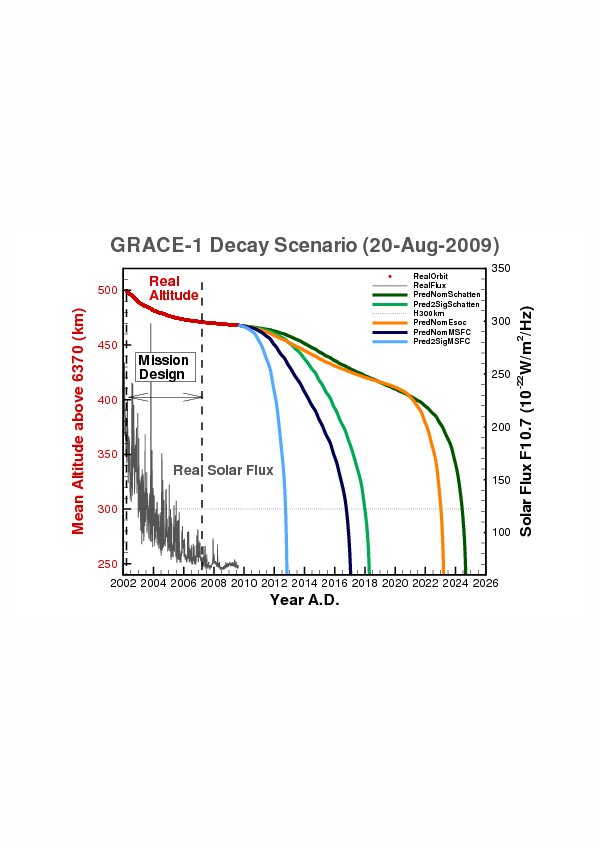 GRACE-1 Decay Scenario (20-Aug-2009)
Real
Altitude
Mission
Design
Real Solar Flux
RealOrbit
RealFlux
PredNomSchatten
Pred2SigSchatten
H300km
PredNomEsoc
PredNomMSFC
Pred2SigMSFC
Mean Altitude above 6370 (km)
500
450
400
350
300
250
Solar Flux F10.7 (10⁻²²W/m²/Hz)
350
300
250
200
150
100
2002 2004 2006 2008 2010 2012 2014 2016 2018 2020 2022 2024 2026
Year A.D.